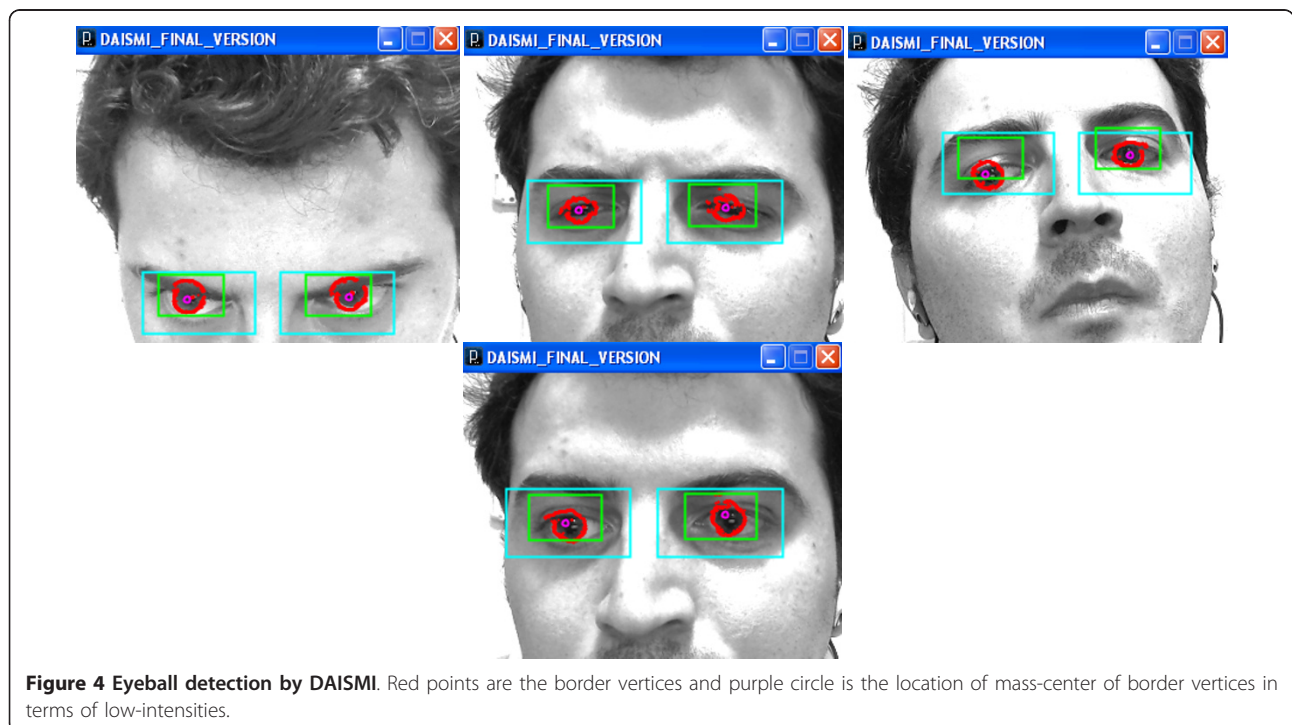 DAISMI_FINAL_VERSION
DAISMI_FINAL_VERSION
DAISMI_FINAL_VERSION
DAISMI_FINAL_VERSION
Figure 4 Eyeball detection by DAISMI. Red points are the border vertices and purple circle is the location of mass-center of border vertices in
terms of low-intensities.